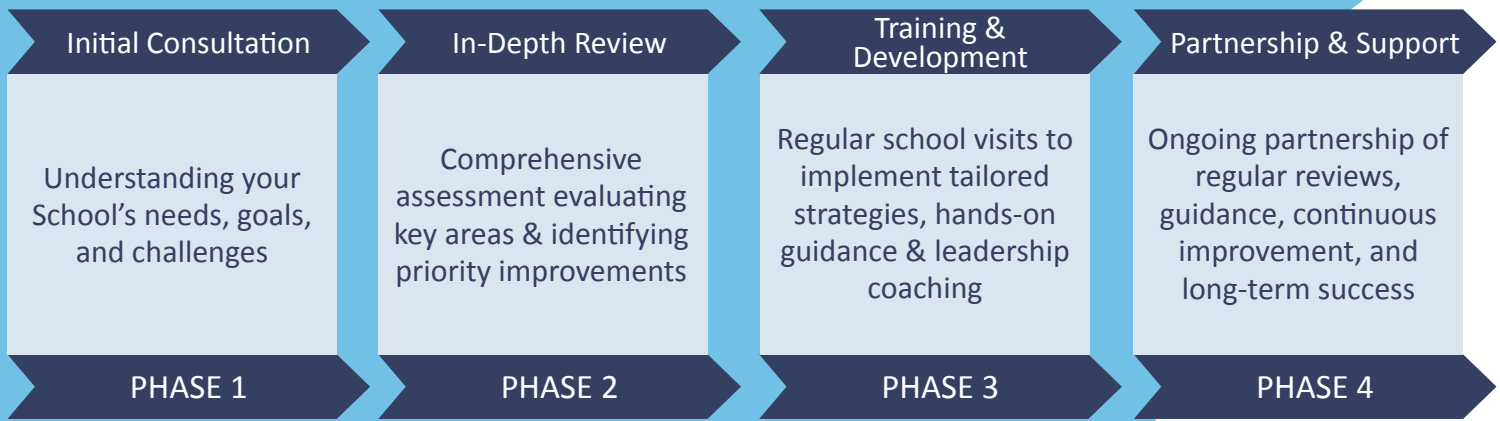 Initial Consultation
In-Depth Review
Training &
Development
Partnership & Support
Understanding your
School’s needs, goals,
and challenges
Comprehensive
assessment evaluating
key areas & identifying
priority improvements
Regular school visits to
implement tailored
strategies, hands-on
guidance & leadership
coaching
Ongoing partnership of
regular reviews,
guidance, continuous
improvement, and
long-term success
PHASE 1
PHASE 2
PHASE 3
PHASE 4